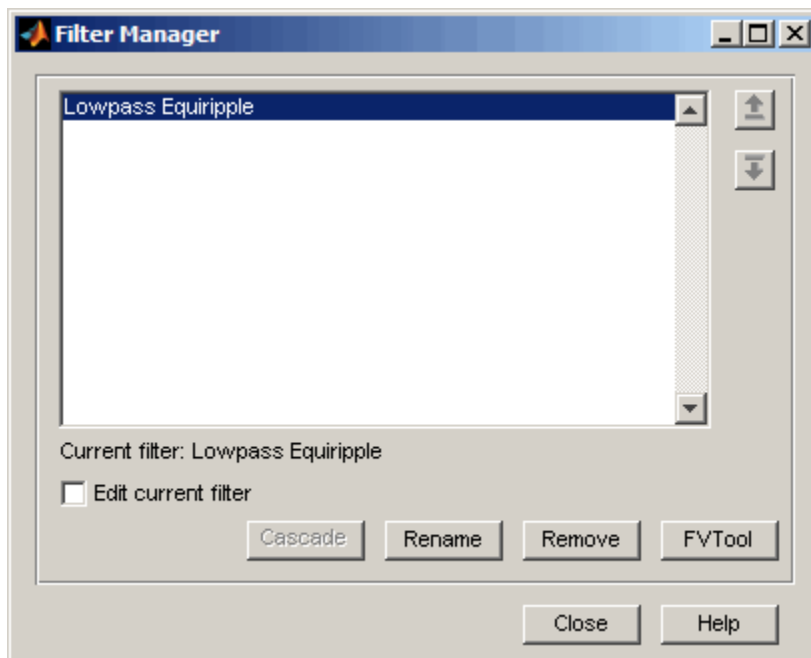 Filter Manager
Lowpass Equiripple
Current filter: Lowpass Equiripple
Edit current filter
Cascade Rename Remove FVTool
Close Help